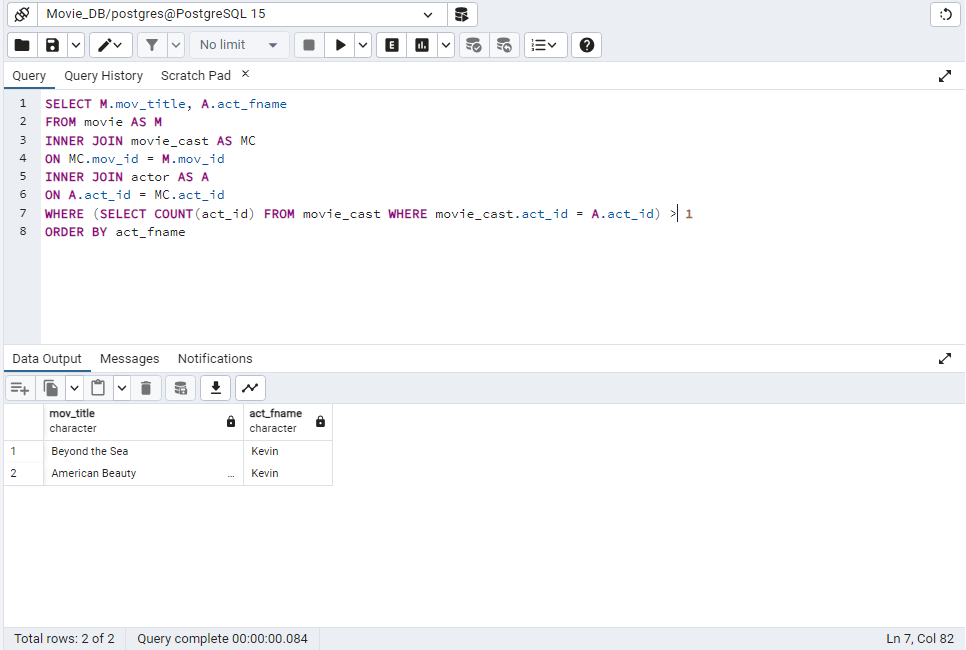 Movie_DB/postgres@PostgreSQL 15
No limit
E
Query Query History Scratch Pad ×
1 SELECT M.mov_title, A.act_fname
2 FROM movie AS M
3 INNER JOIN movie_cast AS MC
4 ON MC.mov_id = M.mov_id
5 INNER JOIN actor AS A
6 ON A.act_id = MC.act_id
7 WHERE (SELECT COUNT(act_id) FROM movie_cast WHERE movie_cast.act_id = A.act_id) > 1
8 ORDER BY act_fname
Data Output Messages Notifications
mov_title act_fname
character character
1 Beyond the Sea Kevin
2 American Beauty ... Kevin
Total rows: 2 of 2 Query complete 00:00:00.084 Ln 7, Col 82